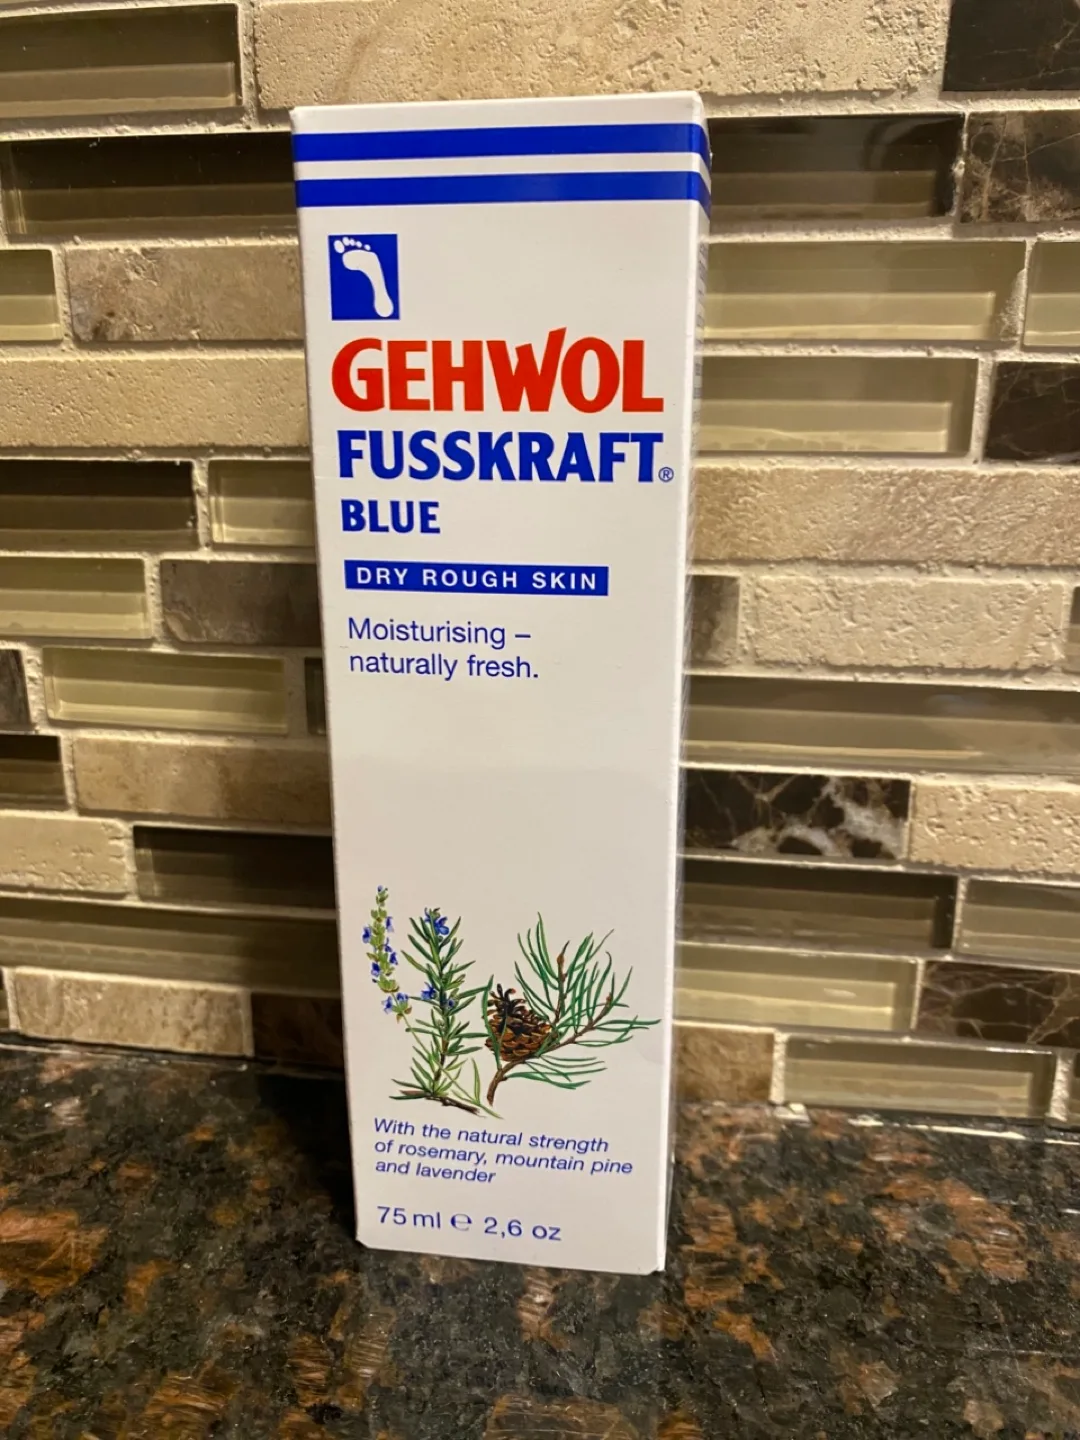 GEHWOL
FUSSKRAFT®
BLUE
DRY ROUGH SKIN
Moisturising –
naturally fresh.
With the natural strength
of rosemary, mountain pine
and lavender
75 ml ℮ 2,6 oz